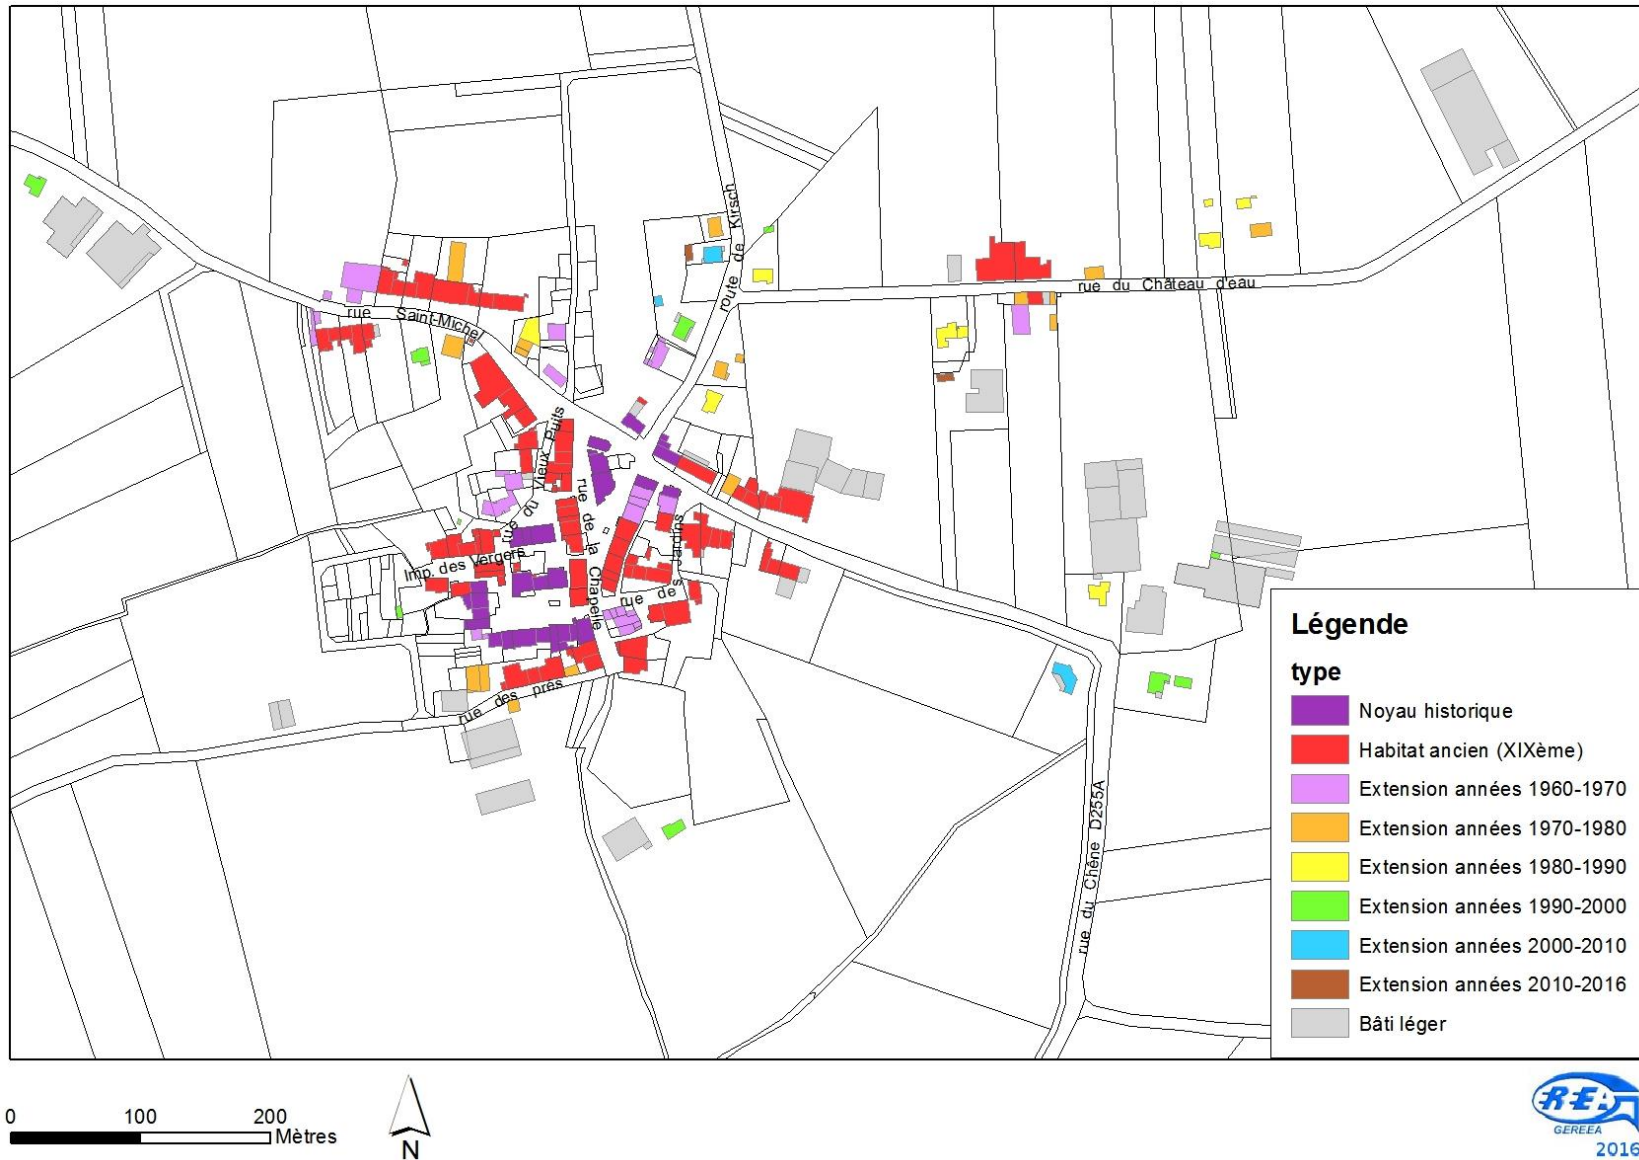 route de Kirsch
rue du Château d'eau
rue Saint-Michel
rue du Vieux Puits
rue de la Chapelle
rue des Jardins
Imp. des Vergers
rue des prés
rue du Chêne D255A
Légende
type
Noyau historique
Habitat ancien (XIXème)
Extension années 1960-1970
Extension années 1970-1980
Extension années 1980-1990
Extension années 1990-2000
Extension années 2000-2010
Extension années 2010-2016
Bâti léger
0 100 200
Mètres
N
GEREEA
2016